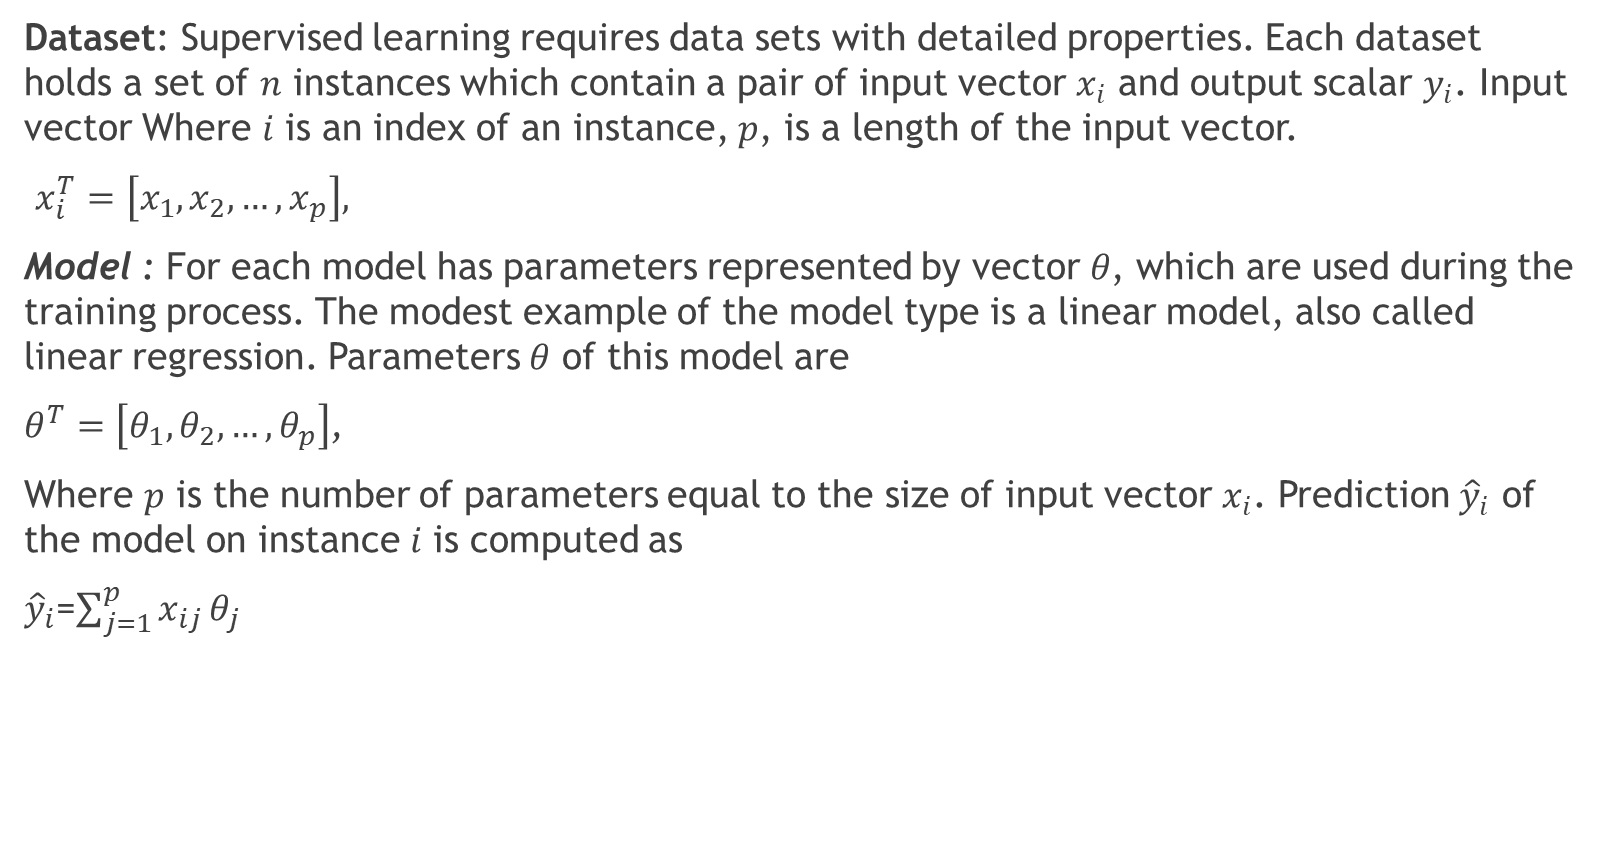 Dataset: Supervised learning requires data sets with detailed properties. Each dataset
holds a set of n instances which contain a pair of input vector x_i and output scalar y_i. Input
vector Where i is an index of an instance, p, is a length of the input vector.
x_i^T = [x_1, x_2, … , x_p],
Model : For each model has parameters represented by vector θ, which are used during the
training process. The modest example of the model type is a linear model, also called
linear regression. Parameters θ of this model are
θ^T = [θ_1, θ_2, … , θ_p],
Where p is the number of parameters equal to the size of input vector x_i. Prediction ŷ_i of
the model on instance i is computed as
ŷ_i=∑_{j=1}^p x_{ij} θ_j